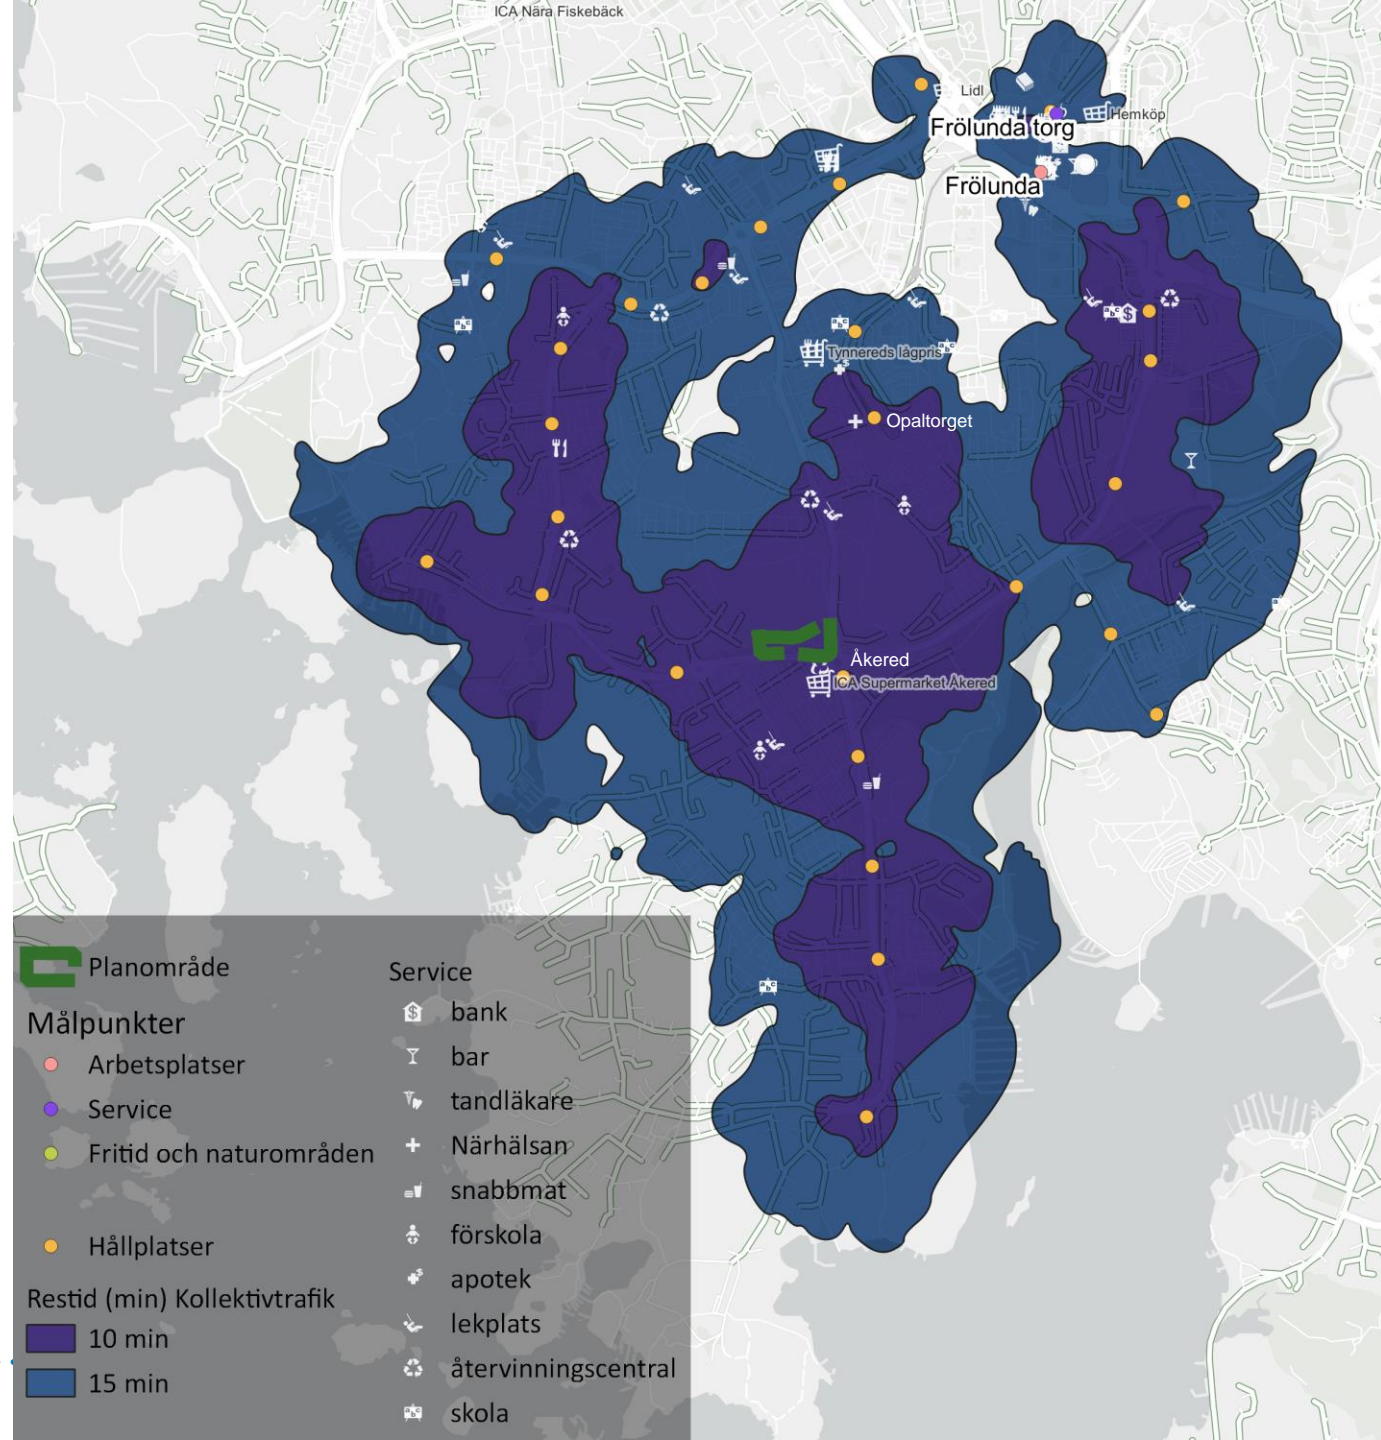 ICA Nära Fiskebäck
Lidl
Hemköp
Frölunda torg
Frölunda
Tynnereds lågpris
Opaltorget
Åkered
ICA Supermarket Åkered
Planområde
Målpunkter
Arbetsplatser
Service
Fritid och naturområden
Hållplatser
Restid (min) Kollektivtrafik
10 min
15 min
Service
bank
bar
tandläkare
Närhälsan
snabbmat
förskola
apotek
lekplats
återvinningscentral
skola